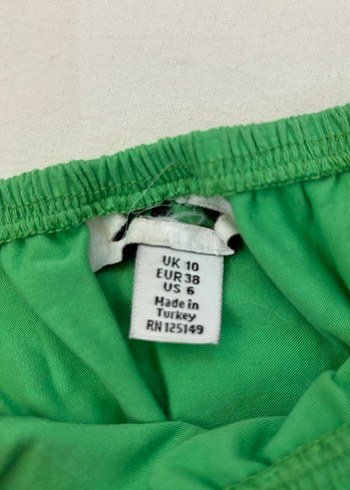 UK 10
EUR 38
US 6
Made in
Turkey
RN 125149